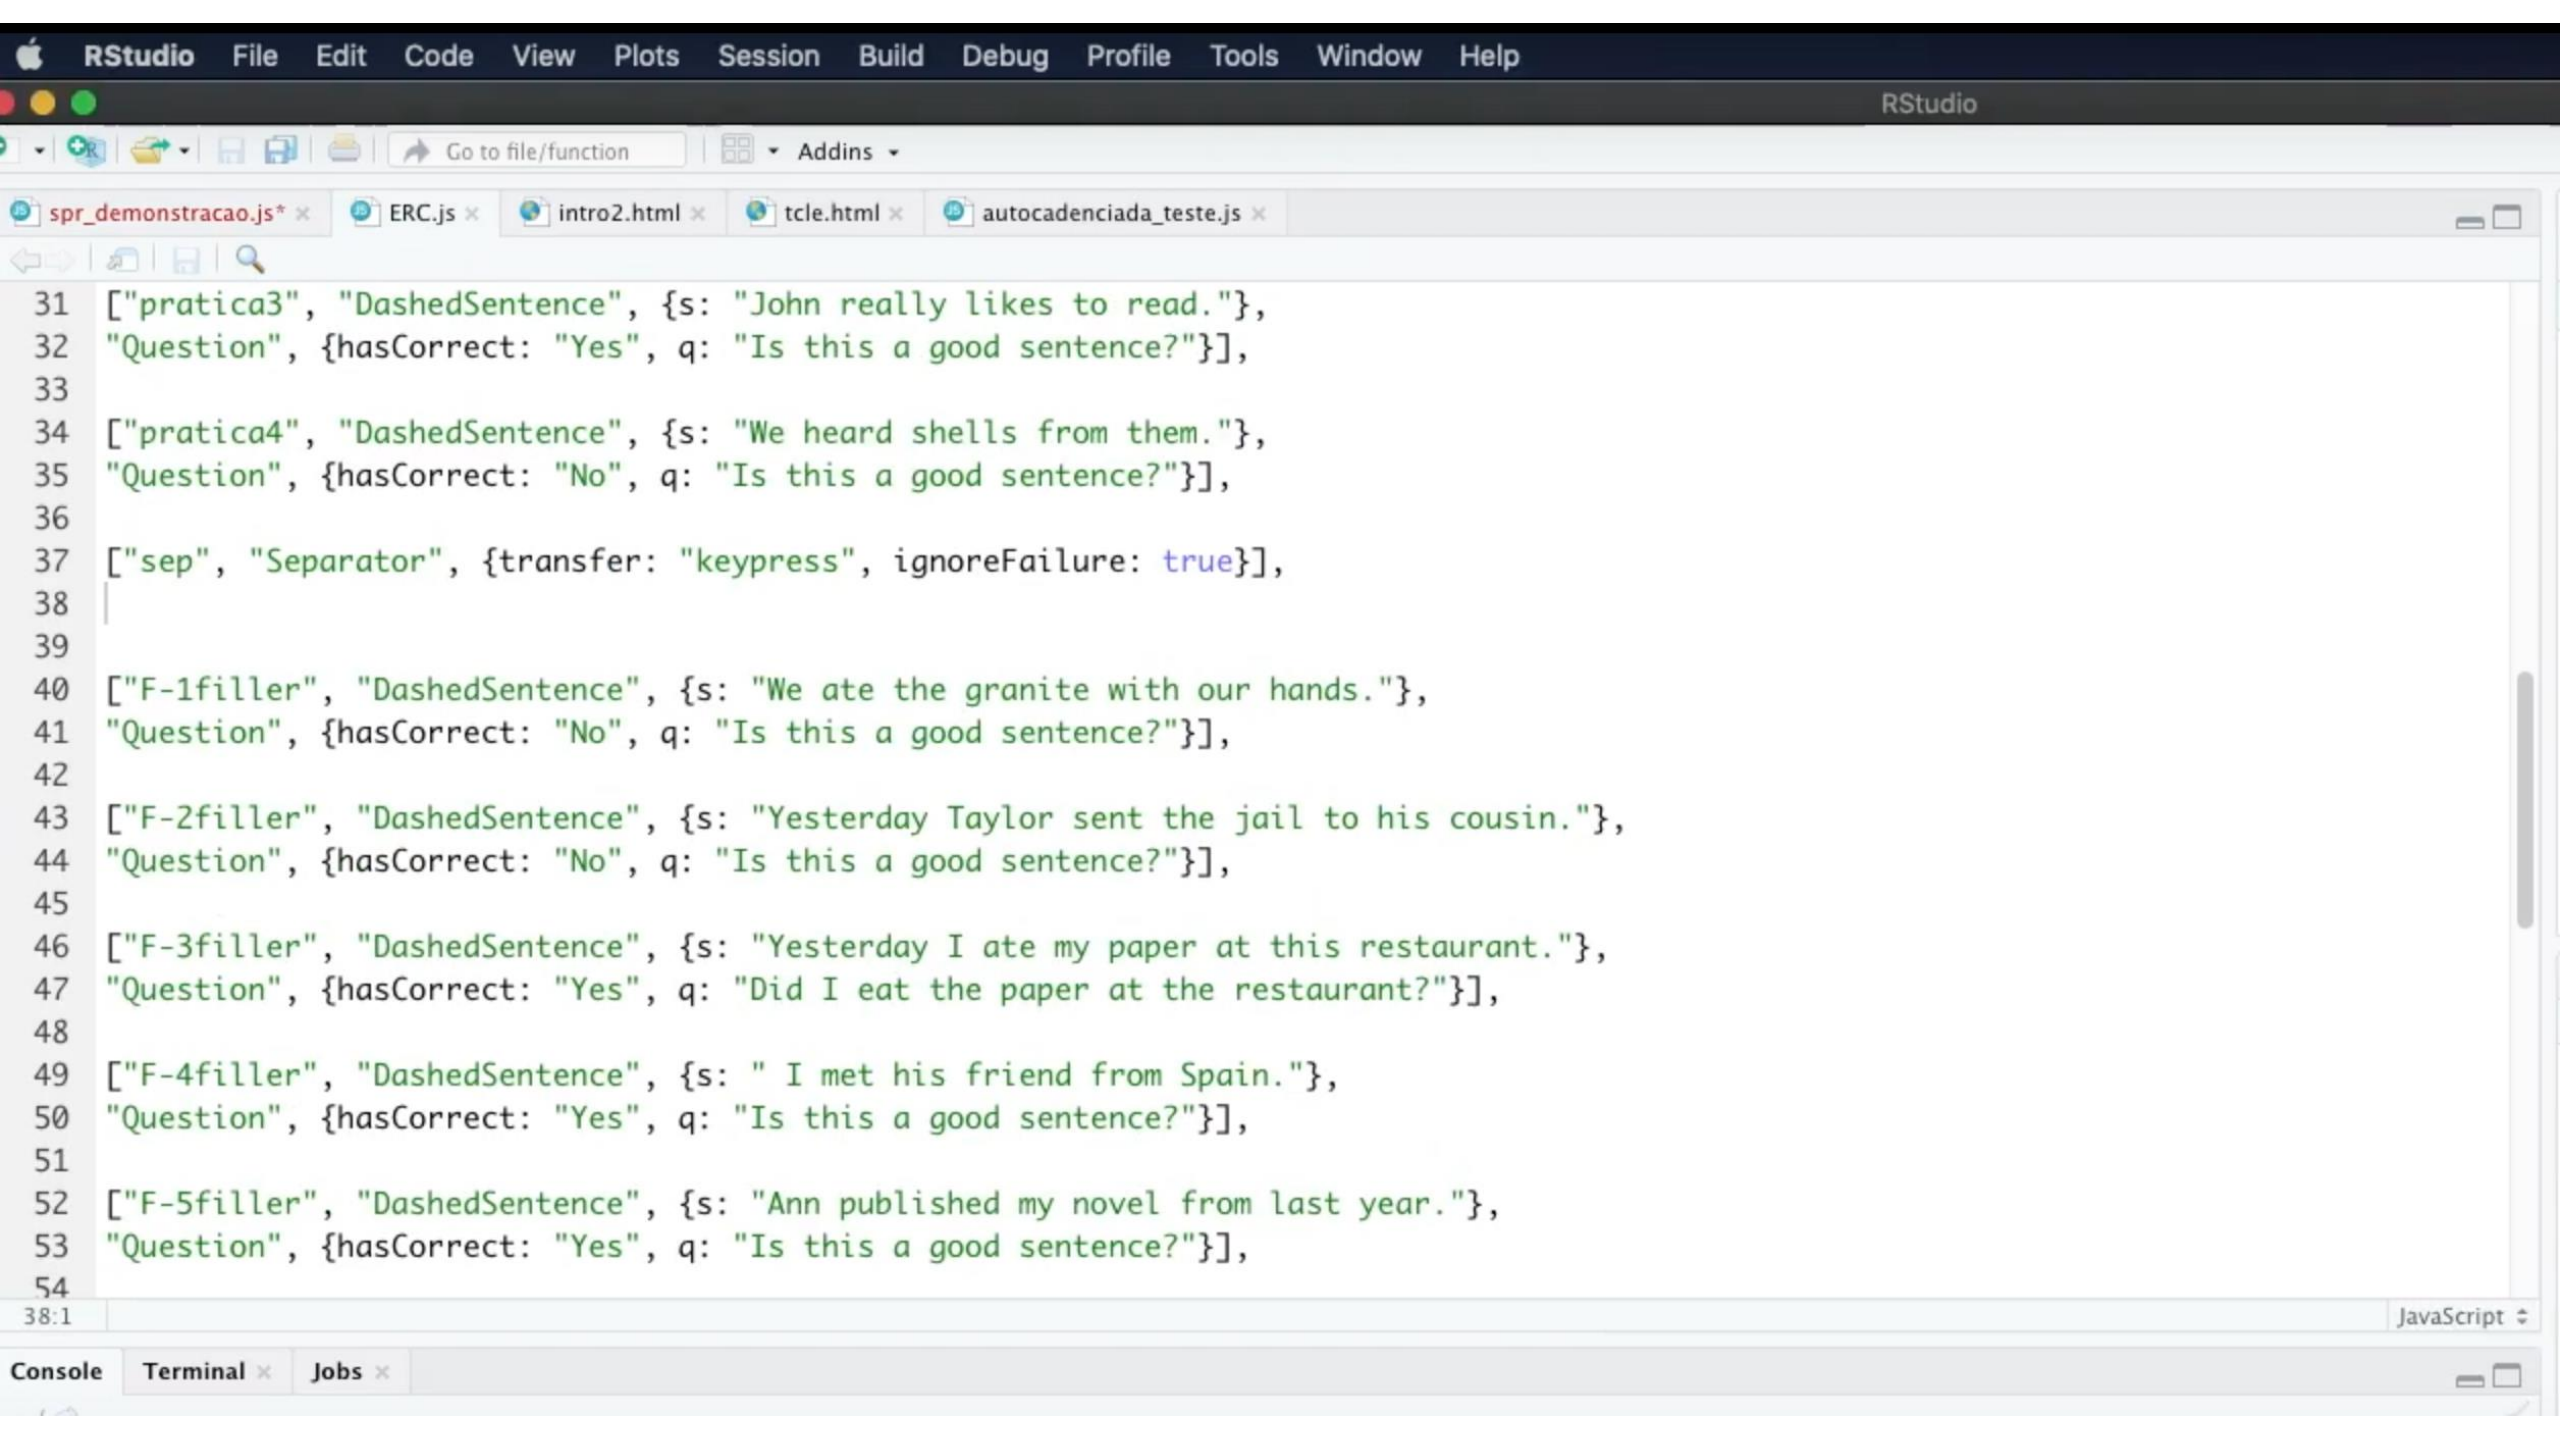 RStudio File Edit Code View Plots Session Build Debug Profile Tools Window Help
RStudio
Go to file/function Addins
spr_demonstracao.js* ERC.js intro2.html tcle.html autocadenciada_teste.js
31 ["pratica3", "DashedSentence", {s: "John really likes to read."},
32 "Question", {hasCorrect: "Yes", q: "Is this a good sentence?"}],
33
34 ["pratica4", "DashedSentence", {s: "We heard shells from them."},
35 "Question", {hasCorrect: "No", q: "Is this a good sentence?"}],
36
37 ["sep", "Separator", {transfer: "keypress", ignoreFailure: true}],
38
39
40 ["F-1filler", "DashedSentence", {s: "We ate the granite with our hands."},
41 "Question", {hasCorrect: "No", q: "Is this a good sentence?"}],
42
43 ["F-2filler", "DashedSentence", {s: "Yesterday Taylor sent the jail to his cousin."},
44 "Question", {hasCorrect: "No", q: "Is this a good sentence?"}],
45
46 ["F-3filler", "DashedSentence", {s: "Yesterday I ate my paper at this restaurant."},
47 "Question", {hasCorrect: "Yes", q: "Did I eat the paper at the restaurant?"}],
48
49 ["F-4filler", "DashedSentence", {s: " I met his friend from Spain."},
50 "Question", {hasCorrect: "Yes", q: "Is this a good sentence?"}],
51
52 ["F-5filler", "DashedSentence", {s: "Ann published my novel from last year."},
53 "Question", {hasCorrect: "Yes", q: "Is this a good sentence?"}],
54
38:1 JavaScript
Console Terminal Jobs